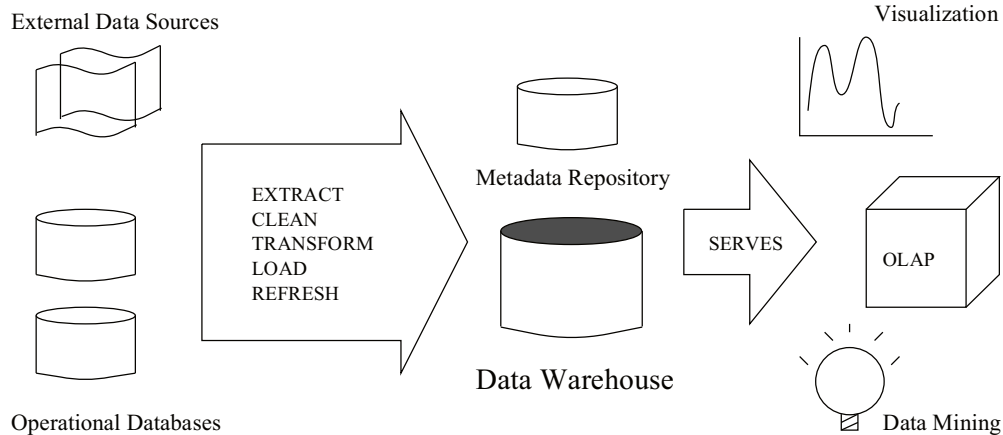 External Data Sources
Visualization
EXTRACT
CLEAN
TRANSFORM
LOAD
REFRESH
Metadata Repository
SERVES
OLAP
Data Warehouse
Operational Databases
Data Mining